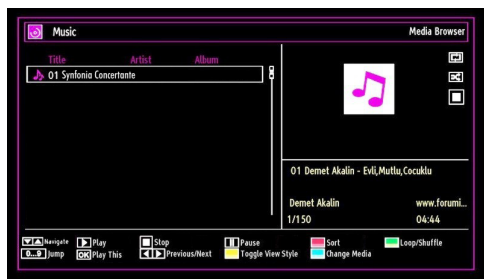 Music Media Browser
Title Artist Album
01 Synfonia Concertante
01 Demet Akalin - Evli,Mutlu,Cocuklu
Demet Akalin www.forumi...
1/150 04:44
Navigate Play Stop Pause Sort Loop/Shuffle
0...9 Jump OK Play This Previous/Next Toggle View Style Change Media